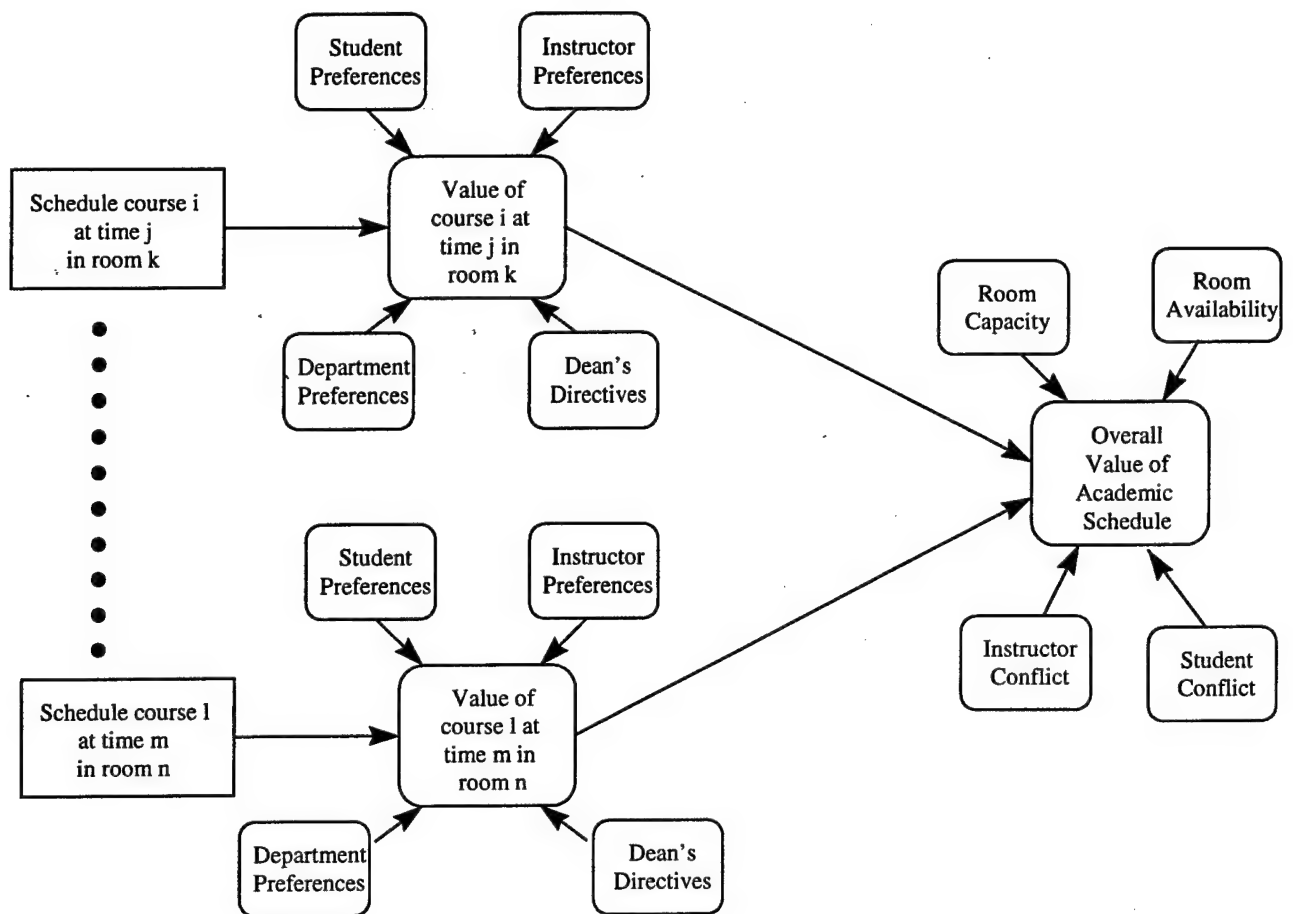 Student
Preferences
Instructor
Preferences
Schedule course i
at time j
in room k
Value of
course i at
time j in
room k
Department
Preferences
Dean's
Directives
Room
Capacity
Room
Availability
Overall
Value of
Academic
Schedule
Instructor
Conflict
Student
Conflict
Student
Preferences
Instructor
Preferences
Schedule course l
at time m
in room n
Value of
course l at
time m in
room n
Department
Preferences
Dean's
Directives